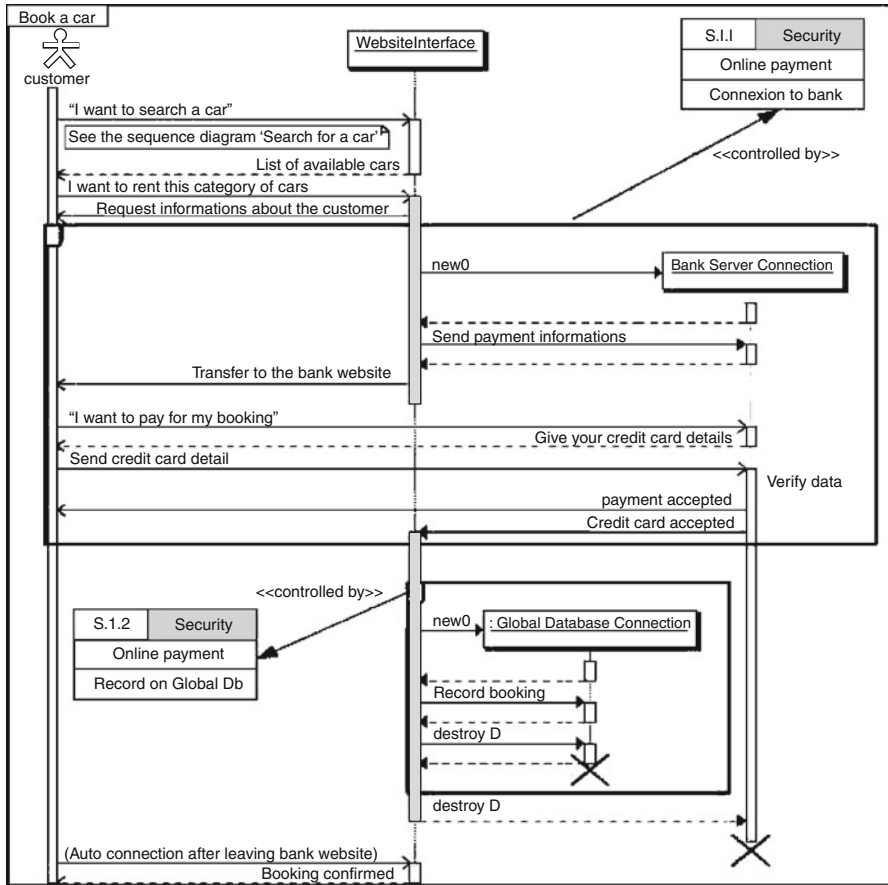 Book a car
customer
WebsiteInterface
S.I.I Security
Online payment
Connexion to bank
<<controlled by>>
“I want to search a car”
See the sequence diagram ‘Search for a car’
List of available cars
I want to rent this category of cars
Request informations about the customer
new0
Bank Server Connection
Send payment informations
Transfer to the bank website
“I want to pay for my booking”
Give your credit card details
Send credit card detail
Verify data
payment accepted
Credit card accepted
<<controlled by>>
S.1.2 Security
Online payment
Record on Global Db
new0
: Global Database Connection
Record booking
destroy D
destroy D
(Auto connection after leaving bank website)
Booking confirmed